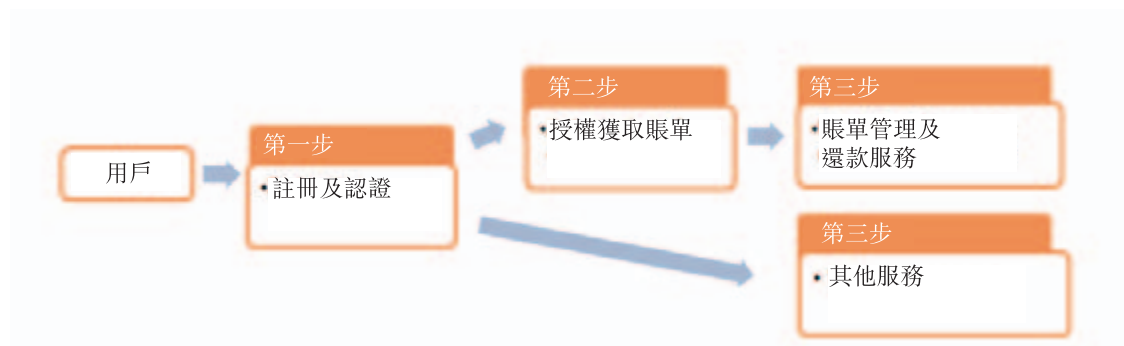 用戶
第一步
•註冊及認證
第二步
•授權獲取賬單
第三步
•賬單管理及
還款服務
第三步
•其他服務